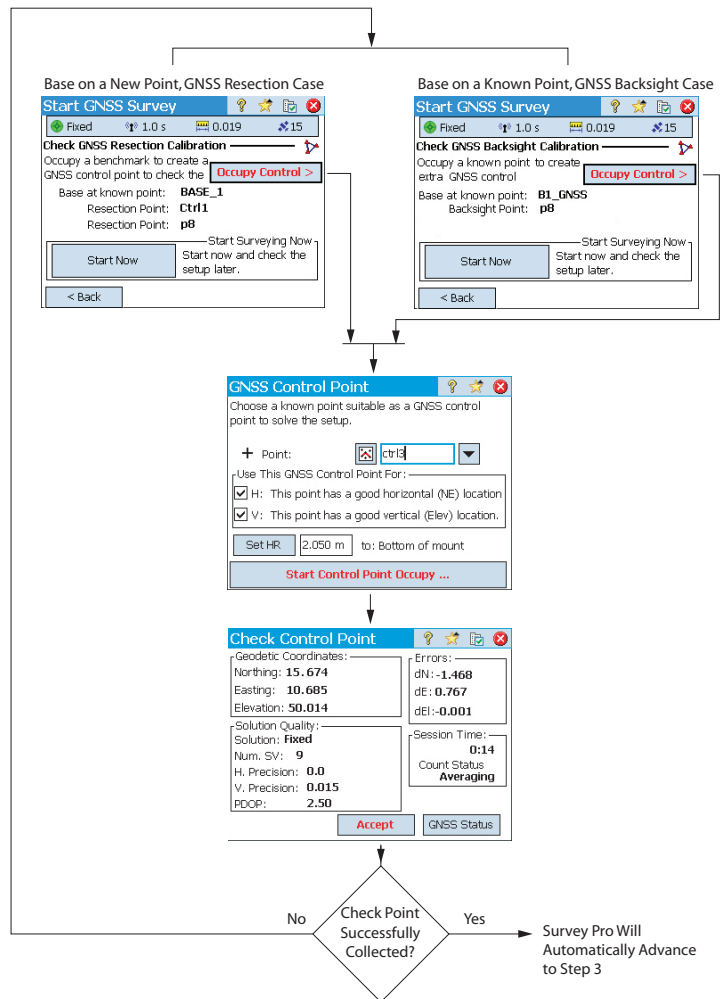 Base on a New Point, GNSS Resection Case
Start GNSS Survey
Fixed 1.0 s 0.019 15
Check GNSS Resection Calibration
Occupy a benchmark to create a
GNSS control point to check the
Occupy Control >
Base at known point: BASE_1
Resection Point: Ctrl1
Resection Point: p8
Start Surveying Now
Start Now
Start now and check the
setup later.
< Back
Base on a Known Point, GNSS Backsight Case
Start GNSS Survey
Fixed 1.0 s 0.019 15
Check GNSS Backsight Calibration
Occupy a known point to create
extra GNSS control
Occupy Control >
Base at known point: B1_GNSS
Backsight Point: p8
Start Surveying Now
Start Now
Start now and check the
setup later.
< Back
GNSS Control Point
Choose a known point suitable as a GNSS control
point to solve the setup.
+ Point: ctrl3
Use This GNSS Control Point For:
H: This point has a good horizontal (NE) location
V: This point has a good vertical (Elev) location.
Set HR 2.050 m to: Bottom of mount
Start Control Point Occupy ...
Check Control Point
Geodetic Coordinates:
Northing: 15.674
Easting: 10.685
Elevation: 50.014
Errors:
dN: -1.468
dE: 0.767
dEl: -0.001
Solution Quality:
Solution: Fixed
Num. SV: 9
H. Precision: 0.0
V. Precision: 0.015
PDOP: 2.50
Session Time:
0:14
Count Status
Averaging
Accept
GNSS Status
No
Check Point
Successfully
Collected?
Yes
Survey Pro Will
Automatically Advance
to Step 3